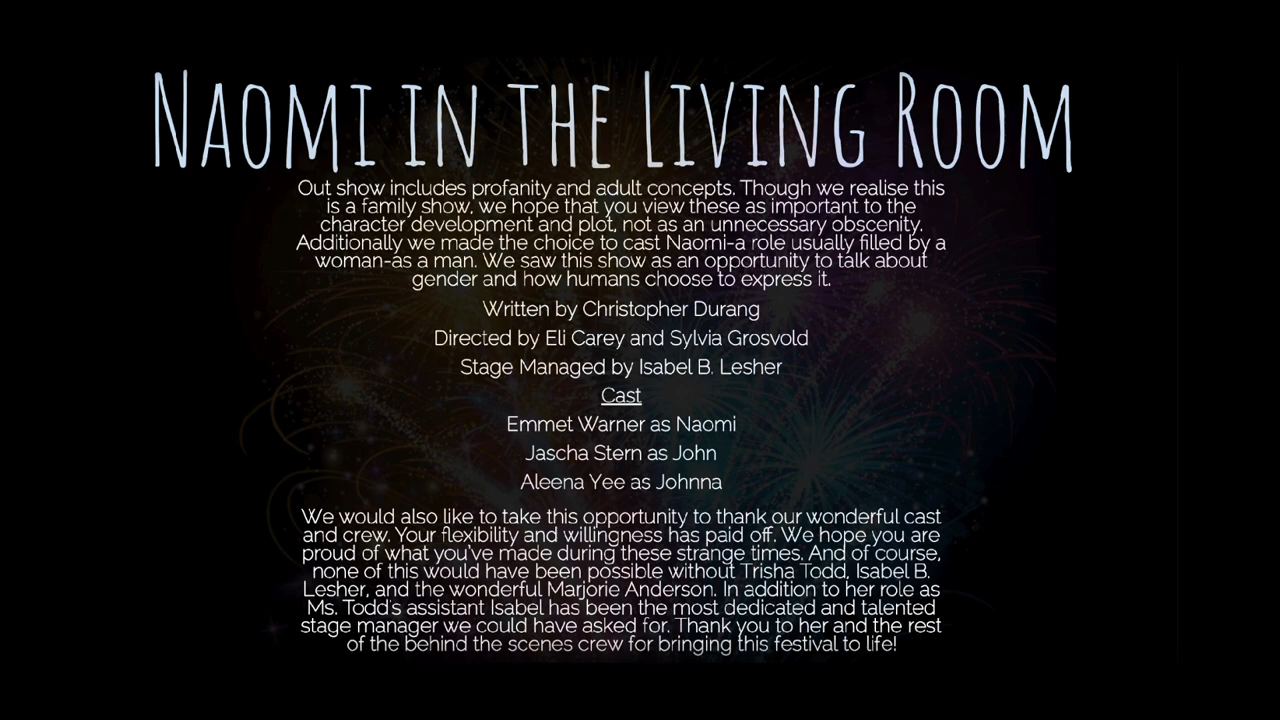 Naomi in the Living Room
Out show includes profanity and adult concepts. Though we realise this
is a family show, we hope that you view these as important to the
character development and plot, not as an unnecessary obscenity.
Additionally we made the choice to cast Naomi-a role usually filled by a
woman-as a man. We saw this show as an opportunity to talk about
gender and how humans choose to express it.
Written by Christopher Durang
Directed by Eli Carey and Sylvia Grosvold
Stage Managed by Isabel B. Lesher
Cast
Emmet Warner as Naomi
Jascha Stern as John
Aleena Yee as Johnna
We would also like to take this opportunity to thank our wonderful cast
and crew. Your flexibility and willingness has paid off. We hope you are
proud of what you've made during these strange times. And of course,
none of this would have been possible without Trisha Todd, Isabel B.
Lesher, and the wonderful Marjorie Anderson. In addition to her role as
Ms. Todd's assistant Isabel has been the most dedicated and talented
stage manager we could have asked for. Thank you to her and the rest
of the behind the scenes crew for bringing this festival to life!